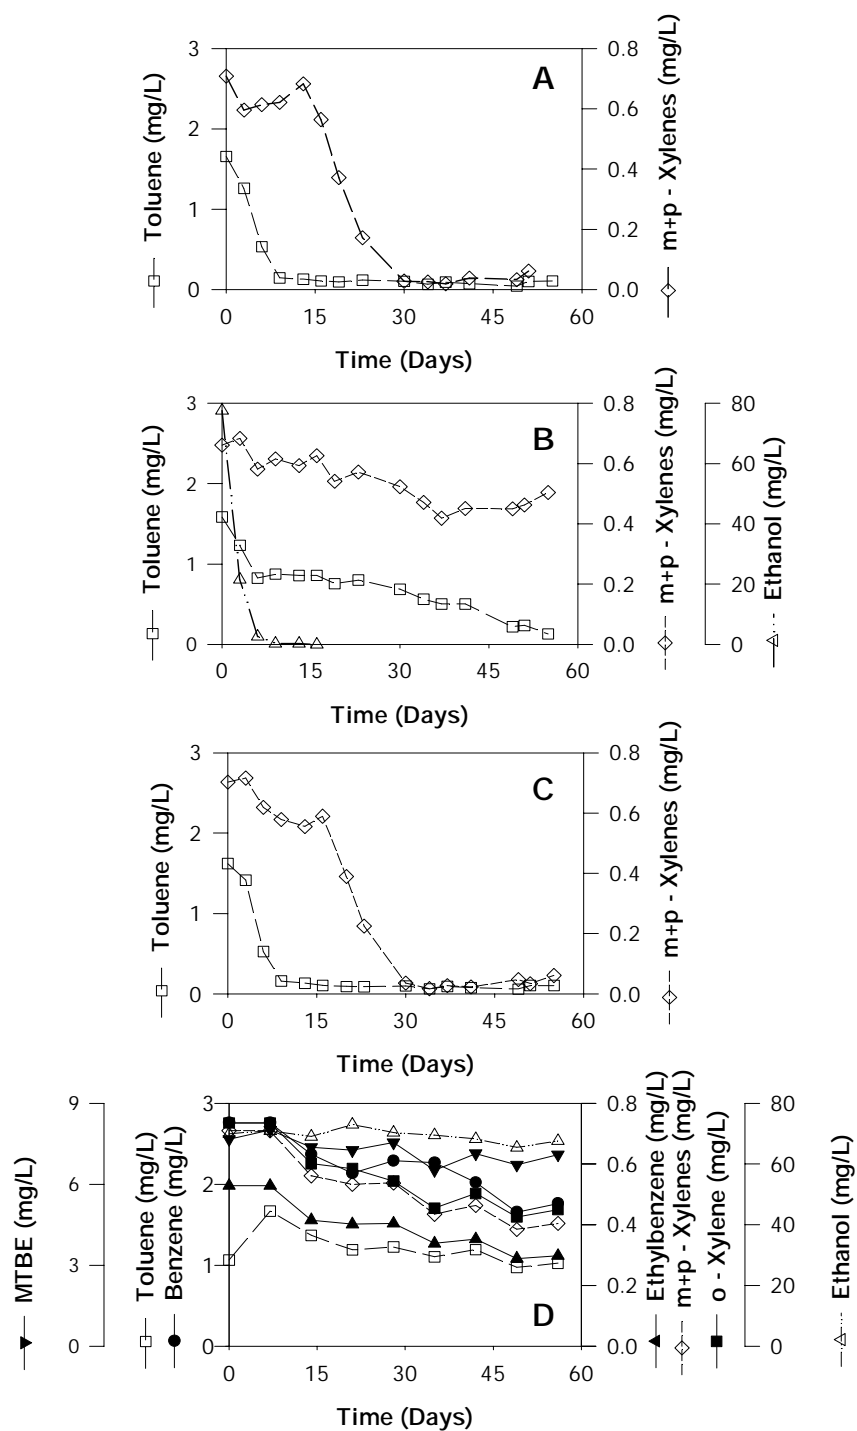 Toluene (mg/L)
3
2
1
0
A
0.8
0.6
0.4
0.2
0.0
m+p - Xylenes (mg/L)
0 15 30 45 60
Time (Days)
Toluene (mg/L)
3
2
1
0
B
0.8
0.6
0.4
0.2
0.0
m+p - Xylenes (mg/L)
80
60
40
20
0
Ethanol (mg/L)
0 15 30 45 60
Time (Days)
Toluene (mg/L)
3
2
1
0
C
0.8
0.6
0.4
0.2
0.0
m+p - Xylenes (mg/L)
0 15 30 45 60
Time (Days)
MTBE (mg/L)
9
6
3
0
Toluene (mg/L)
Benzene (mg/L)
3
2
1
0
D
0.8
0.6
0.4
0.2
0.0
Ethylbenzene (mg/L)
m+p - Xylenes (mg/L)
o - Xylene (mg/L)
80
60
40
20
0
Ethanol (mg/L)
0 15 30 45 60
Time (Days)